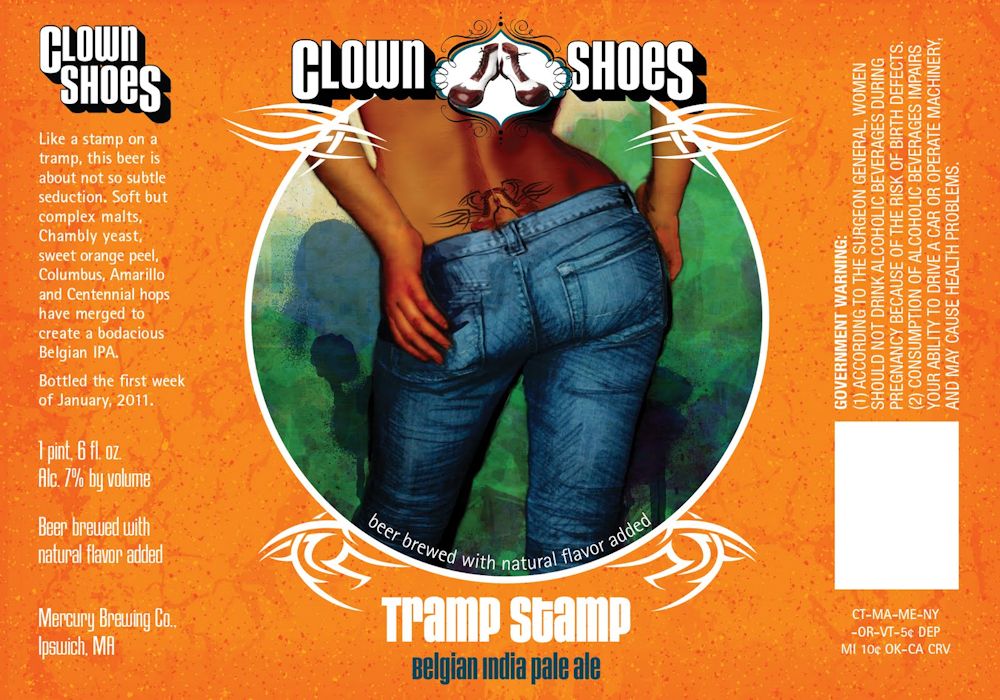 CLOWN
SHOES
Like a stamp on a
tramp, this beer is
about not so subtle
seduction. Soft but
complex malts,
Chambly yeast,
sweet orange peel,
Columbus, Amarillo
and Centennial hops
have merged to
create a bodacious
Belgian IPA.
Bottled the first week
of January, 2011.
1 pint, 6 fl. oz.
Alc. 7% by volume
Beer brewed with
natural flavor added
Mercury Brewing Co.,
Ipswich, MA
CLOWN SHOES
beer brewed with natural flavor added
Tramp Stamp
Belgian India pale ale
GOVERNMENT WARNING:
(1) ACCORDING TO THE SURGEON GENERAL, WOMEN
SHOULD NOT DRINK ALCOHOLIC BEVERAGES DURING
PREGNANCY BECAUSE OF THE RISK OF BIRTH DEFECTS.
(2) CONSUMPTION OF ALCOHOLIC BEVERAGES IMPAIRS
YOUR ABILITY TO DRIVE A CAR OR OPERATE MACHINERY,
AND MAY CAUSE HEALTH PROBLEMS.
CT-MA-ME-NY
-OR-VT-5¢ DEP
MI 10¢ OK-CA CRV